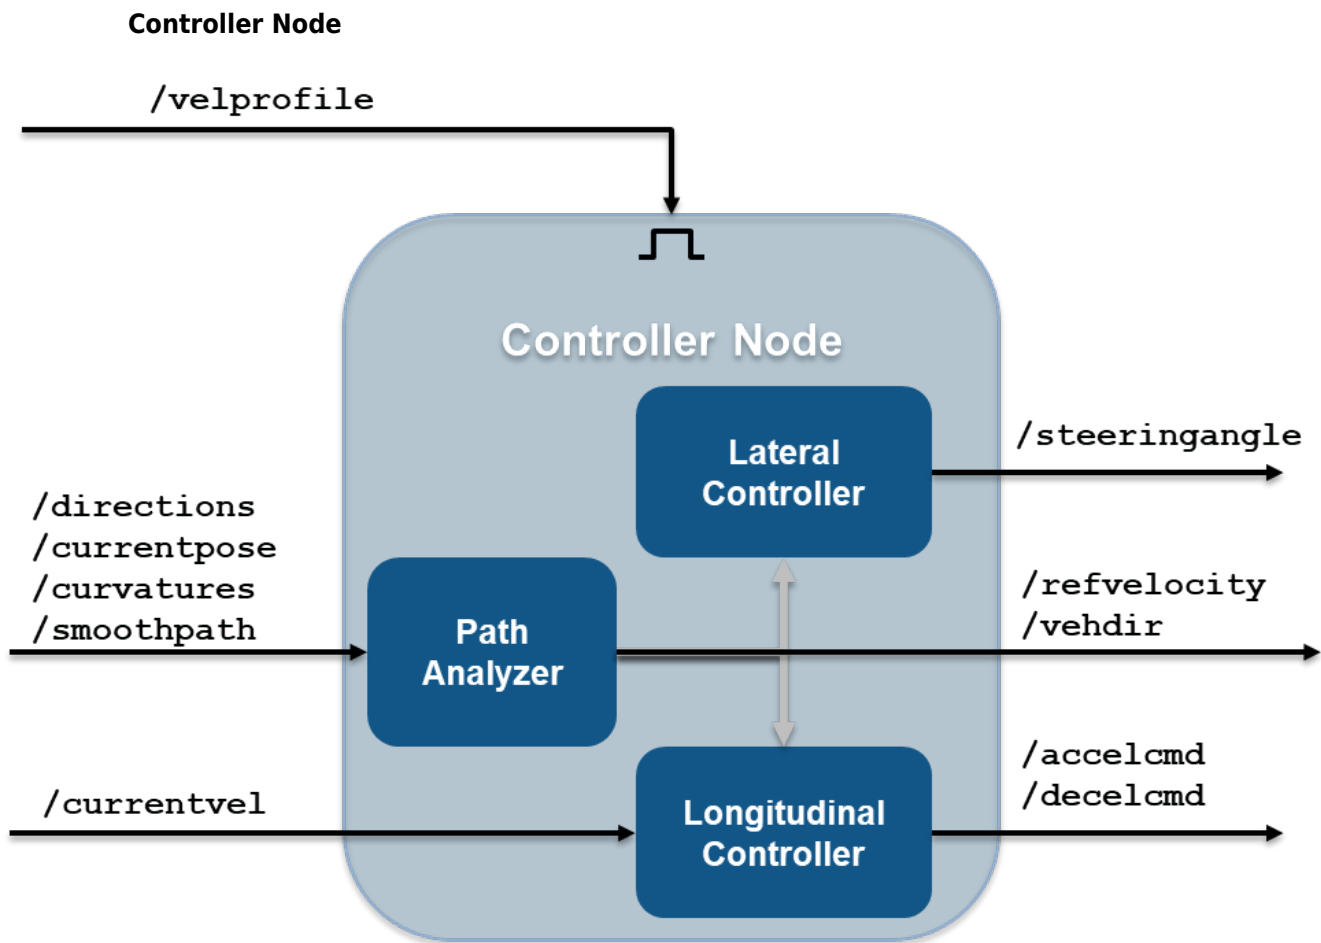 Controller Node
/velprofile
Controller Node
Lateral
Controller
/steeringangle
/directions
/currentpose
/curvatures
/smoothpath
Path
Analyzer
/refvelocity
/vehdir
/currentvel
Longitudinal
Controller
/accelcmd
/decelcmd